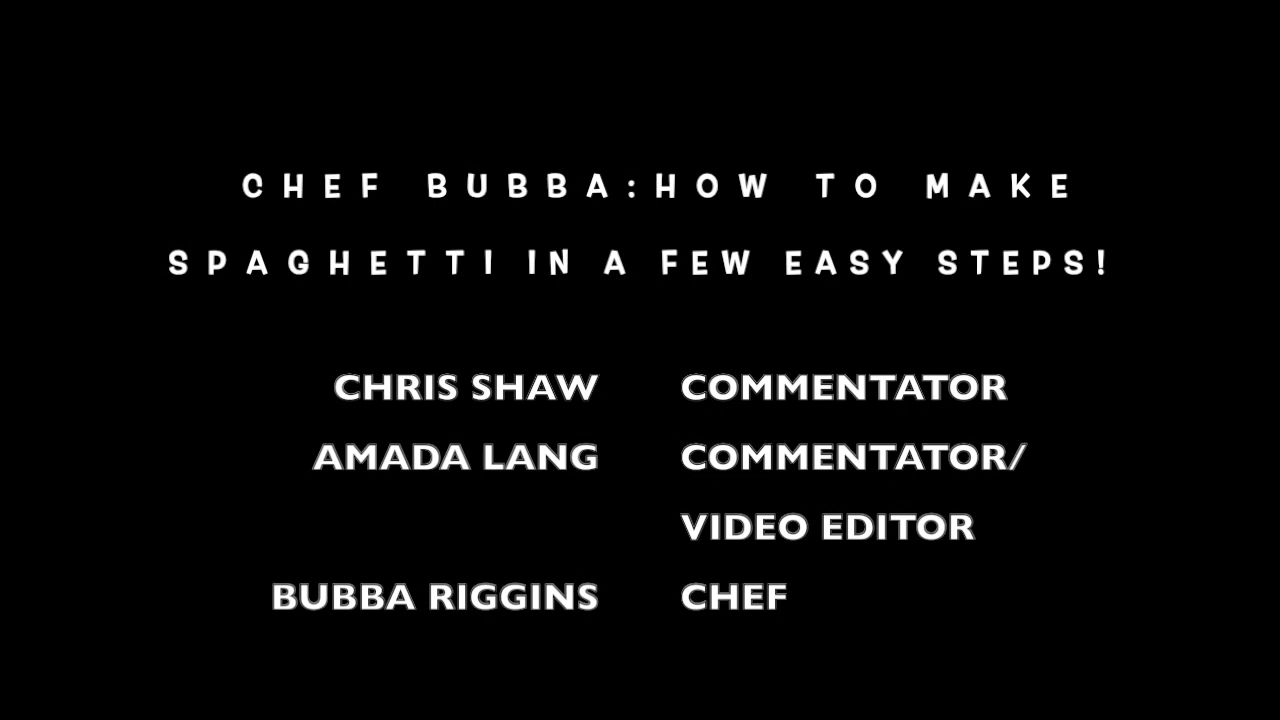 CHEF BUBBA:HOW TO MAKE
SPAGHETTI IN A FEW EASY STEPS!
CHRIS SHAW COMMENTATOR
AMADA LANG COMMENTATOR/
VIDEO EDITOR
BUBBA RIGGINS CHEF